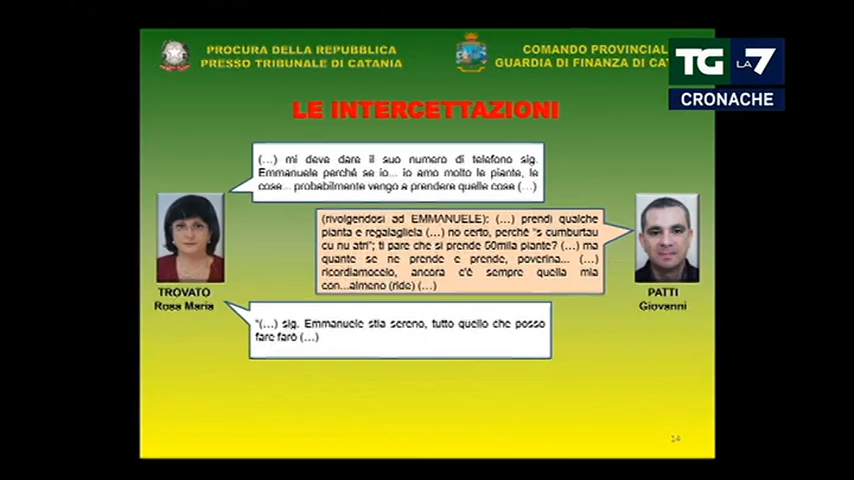 PROCURA DELLA REPUBBLICA
PRESSO TRIBUNALE DI CATANIA
COMANDO PROVINCIAL
GUARDIA DI FINANZA DI CAT
TG LA7
CRONACHE
LE INTERCETTAZIONI
(...) mi deve dare il suo numero di telefono sig.
Emmanuele perché se io... io amo molto le piante, le
cose... probabilmente vengo a prendere quelle cose (...)
(rivolgendosi ad EMMANUELE): (...) prendi qualche
pianta e regalagliela (...) no certo, perché "s cumburtau
cu nu atri"; ti pare che si prende 50mila piante? (...) ma
quante se ne prende e prende, poverina... (...)
ricordiamocelo, ancora c'è sempre quella mia
con...almeno (ride) (...)
TROVATO
Rosa Maria
PATTI
Giovanni
"(...) sig. Emmanuele stia sereno, tutto quello che posso
fare farò (...)
14